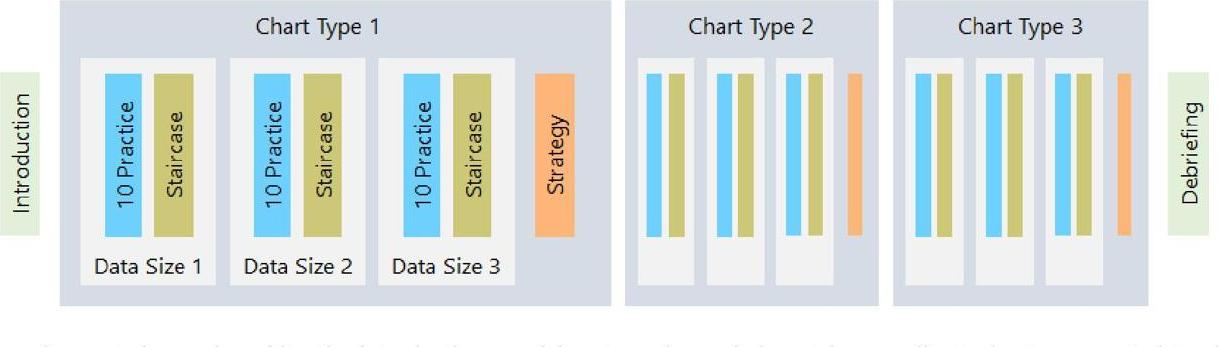 Introduction
Chart Type 1
10 Practice
Staircase
Data Size 1
10 Practice
Staircase
Data Size 2
10 Practice
Staircase
Data Size 3
Strategy
Chart Type 2
Chart Type 3
Debriefing